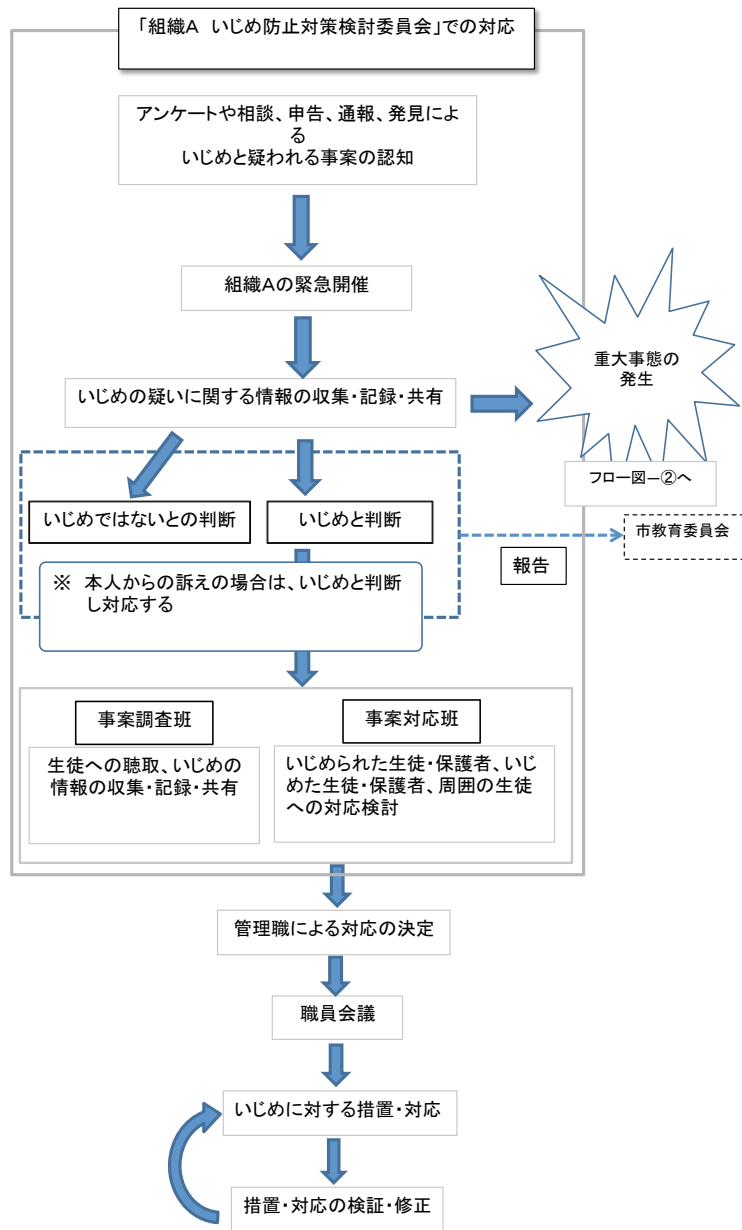 「組織A　いじめ防止対策検討委員会」での対応
アンケートや相談、申告、通報、発見によ
る
いじめと疑われる事案の認知
組織Aの緊急開催
いじめの疑いに関する情報の収集・記録・共有
重大事態の
発生
フロー図―②へ
いじめではないとの判断
いじめと判断
市教育委員会
報告
※　本人からの訴えの場合は、いじめと判断
し対応する
事案調査班
生徒への聴取、いじめの
情報の収集・記録・共有
事案対応班
いじめられた生徒・保護者、いじ
めた生徒・保護者、周囲の生徒
への対応検討
管理職による対応の決定
職員会議
いじめに対する措置・対応
措置・対応の検証・修正